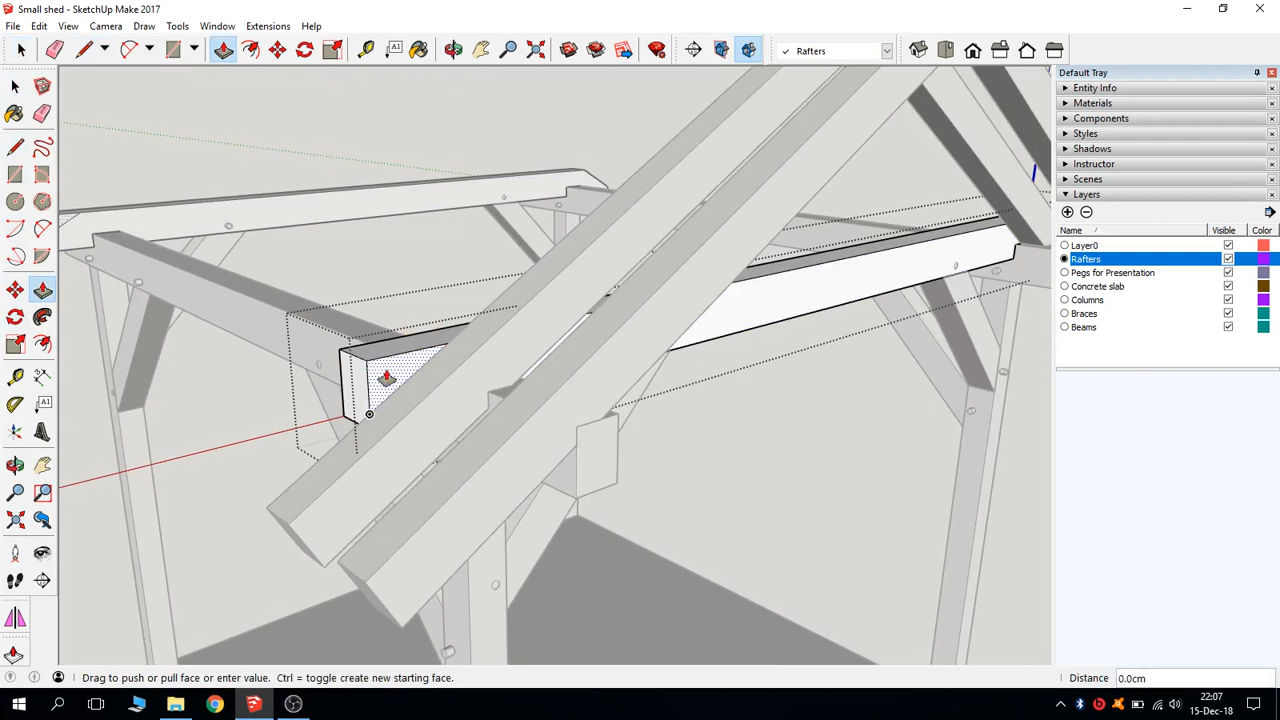 Small shed - SketchUp Make 2017
File Edit View Camera Draw Tools Window Extensions Help
A1
Rafters
Default Tray
Entity Info
Materials
Components
Styles
Shadows
Instructor
Scenes
Layers
Name Visible Color
Layer0
Rafters
Pegs for Presentation
Concrete slab
Columns
Braces
Beams
A1
Drag to push or pull face or enter value. Ctrl = toggle create new starting face.
Distance 0.0cm
22:07
15-Dec-18